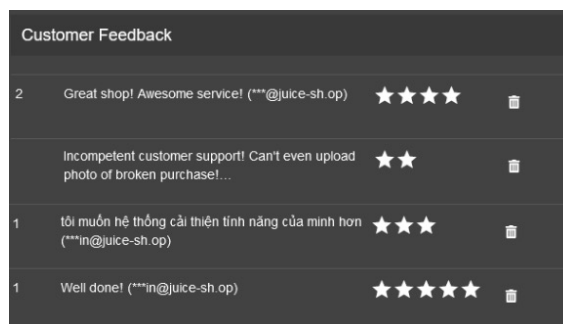 Customer Feedback
2 Great shop! Awesome service! (***@juice-sh.op)
Incompetent customer support! Can't even upload
photo of broken purchase!...
1 tôi muốn hệ thống cải thiện tính năng của minh hơn
(***in@juice-sh.op)
1 Well done! (***in@juice-sh.op)